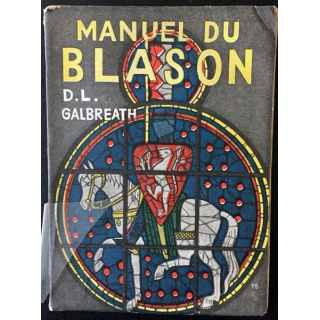 MANUEL DU
BLASON
D.L.
GALBREATH